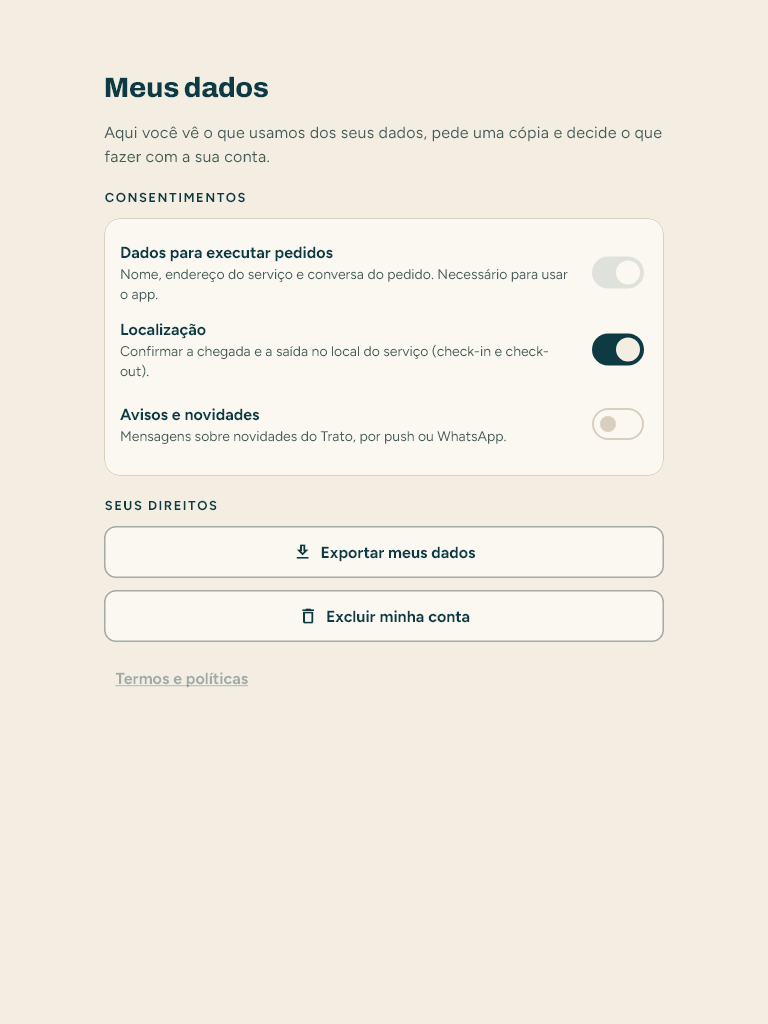 Meus dados
Aqui você vê o que usamos dos seus dados, pede uma cópia e decide o que
fazer com a sua conta.
CONSENTIMENTOS
Dados para executar pedidos
Nome, endereço do serviço e conversa do pedido. Necessário para usar
o app.
Localização
Confirmar a chegada e a saída no local do serviço (check-in e check-
out).
Avisos e novidades
Mensagens sobre novidades do Trato, por push ou WhatsApp.
SEUS DIREITOS
Exportar meus dados
Excluir minha conta
Termos e políticas